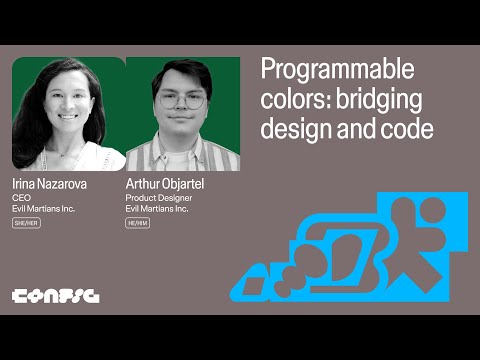 Programmable
colors: bridging
design and code
Irina Nazarova
CEO
Evil Martians Inc.
SHE/HER
Arthur Objartel
Product Designer
Evil Martians Inc.
HE/HIM
CONFIG